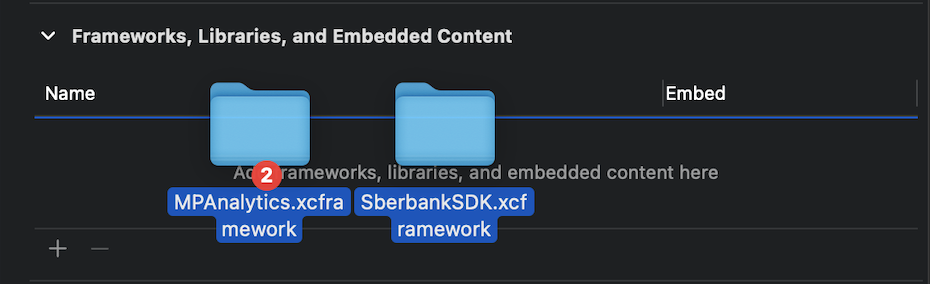 Frameworks, Libraries, and Embedded Content
Name
Embed
Add frameworks, libraries, and embedded content here
2
MPAnalytics.xcfra
mework
SberbankSDK.xcf
ramework